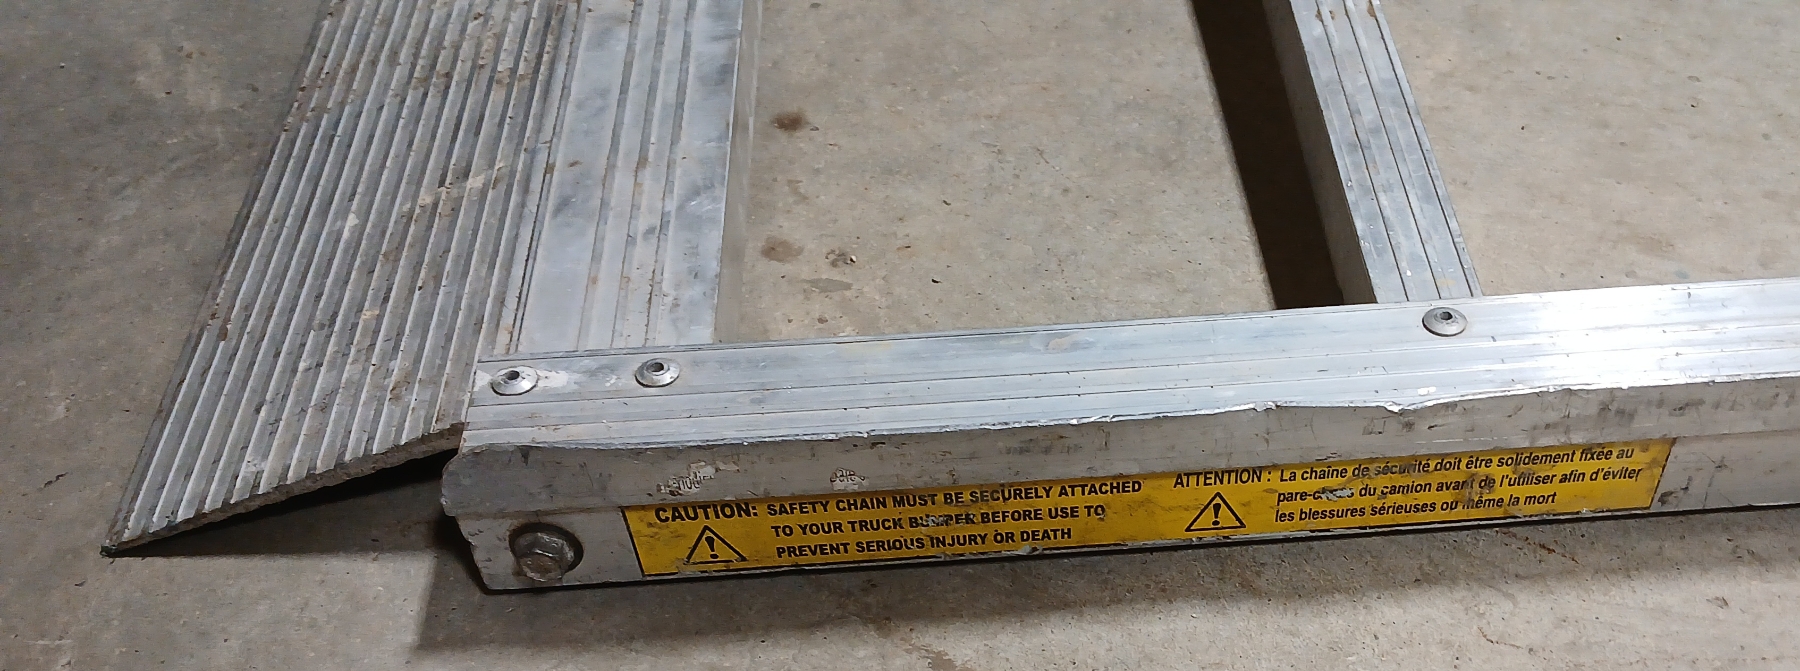 CAUTION: SAFETY CHAIN MUST BE SECURELY ATTACHED
TO YOUR TRUCK BUMPER BEFORE USE TO
PREVENT SERIOUS INJURY OR DEATH
ATTENTION : La chaîne de sécurité doit être solidement fixée au
du camion avant de l'utiliser afin d'éviter
les blessures sérieuses ou même la mort